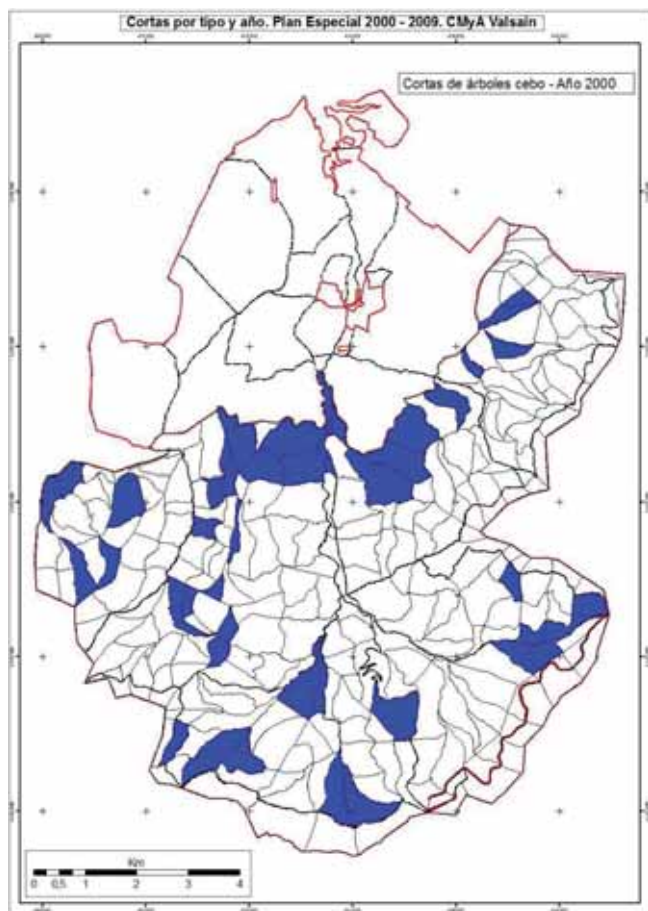 Cortas por tipo y año. Plan Especial 2000 - 2009. CMyA Valsain
Cortas de árboles cebo - Año 2000
Km
0 0,5 1 2 3 4